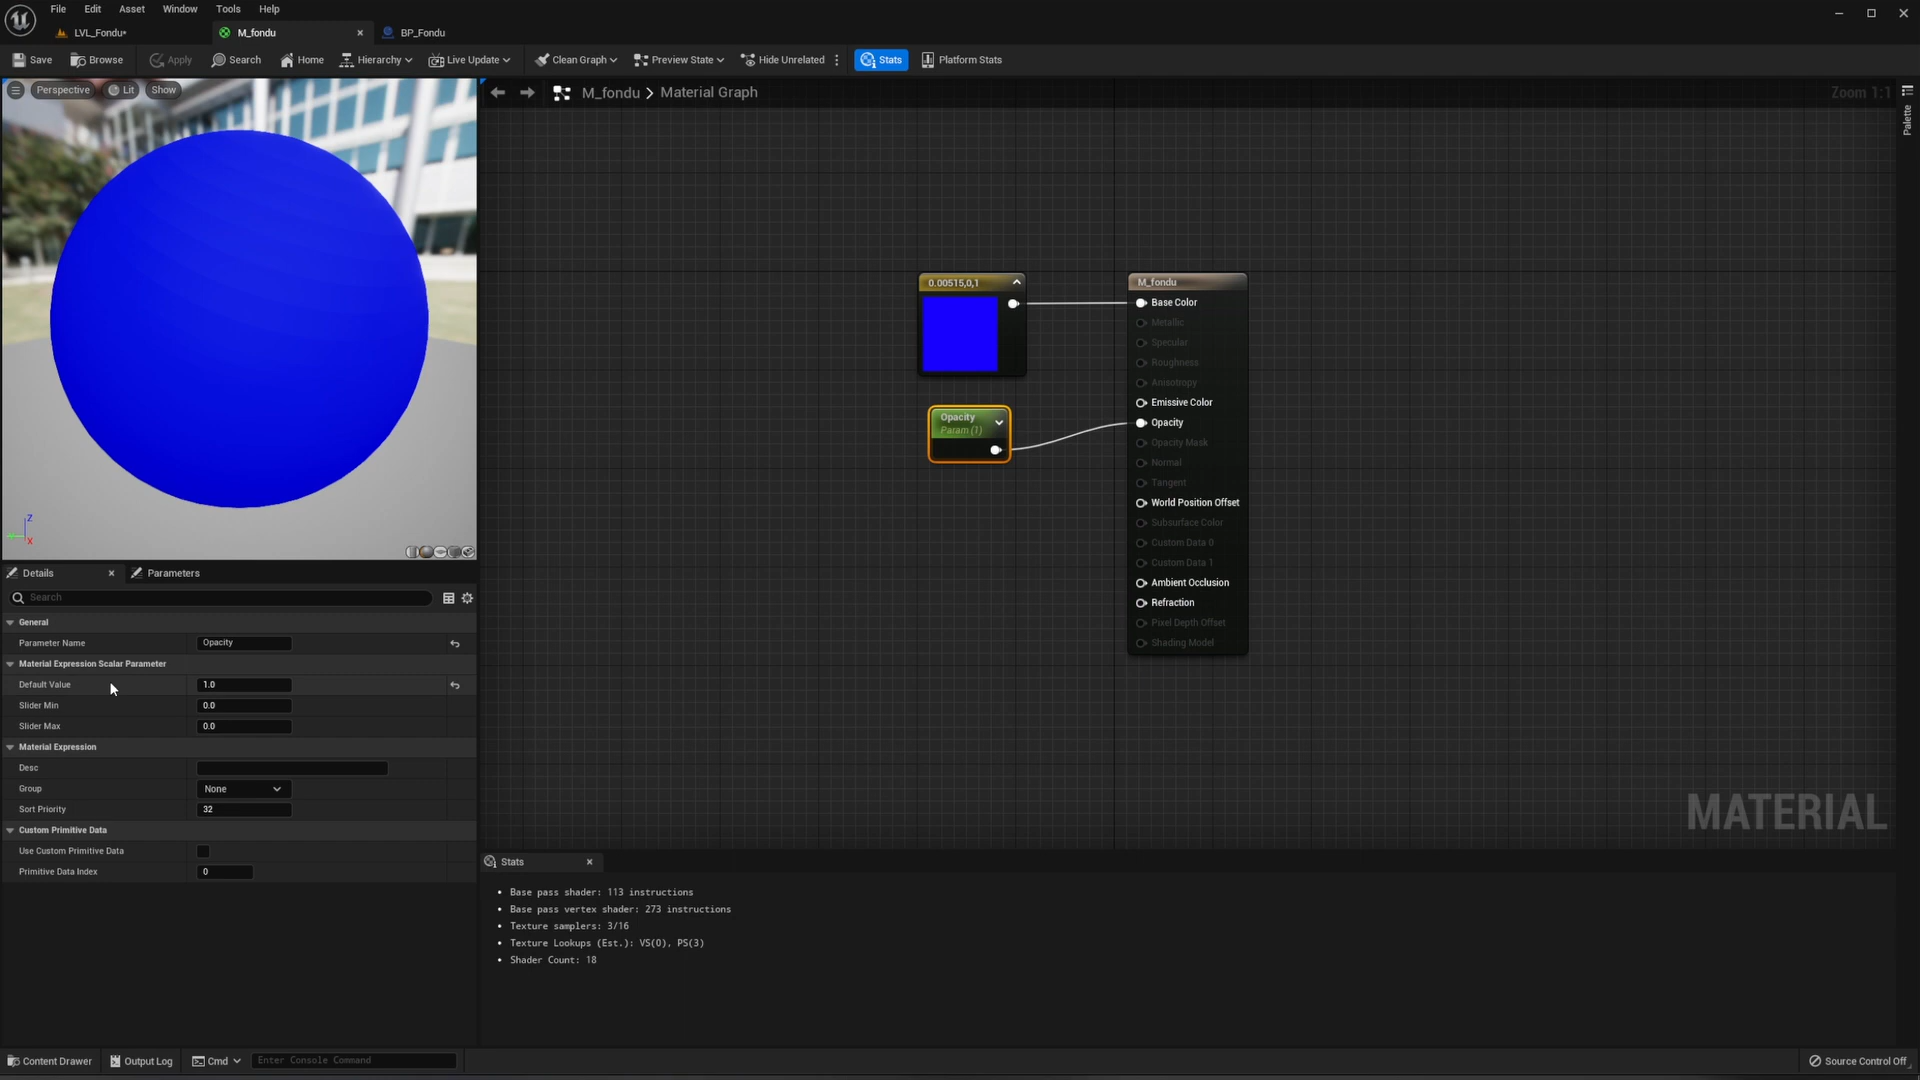 File Edit Asset Window Tools Help
LVL_Fondu* M_fondu BP_Fondu
Save Browse Apply Search Home Hierarchy Live Update Clean Graph Preview State Hide Unrelated Stats Platform Stats
Perspective Lit Show
M_fondu > Material Graph Zoom 1:1
Palette
0.00515,0,1
Opacity
Param (1)
M_fondu
Base Color
Metallic
Specular
Roughness
Anisotropy
Emissive Color
Opacity
Opacity Mask
Normal
Tangent
World Position Offset
Subsurface Color
Custom Data 0
Custom Data 1
Ambient Occlusion
Refraction
Pixel Depth Offset
Shading Model
MATERIAL
Z
X
Details Parameters
Search
General
Parameter Name Opacity
Material Expression Scalar Parameter
Default Value 1.0
Slider Min 0.0
Slider Max 0.0
Material Expression
Desc
Group None
Sort Priority 32
Custom Primitive Data
Use Custom Primitive Data
Primitive Data Index 0
Stats
• Base pass shader: 113 instructions
• Base pass vertex shader: 273 instructions
• Texture samplers: 3/16
• Texture Lookups (Est.): VS(0), PS(3)
• Shader Count: 18
Content Drawer Output Log Cmd Enter Console Command Source Control Off